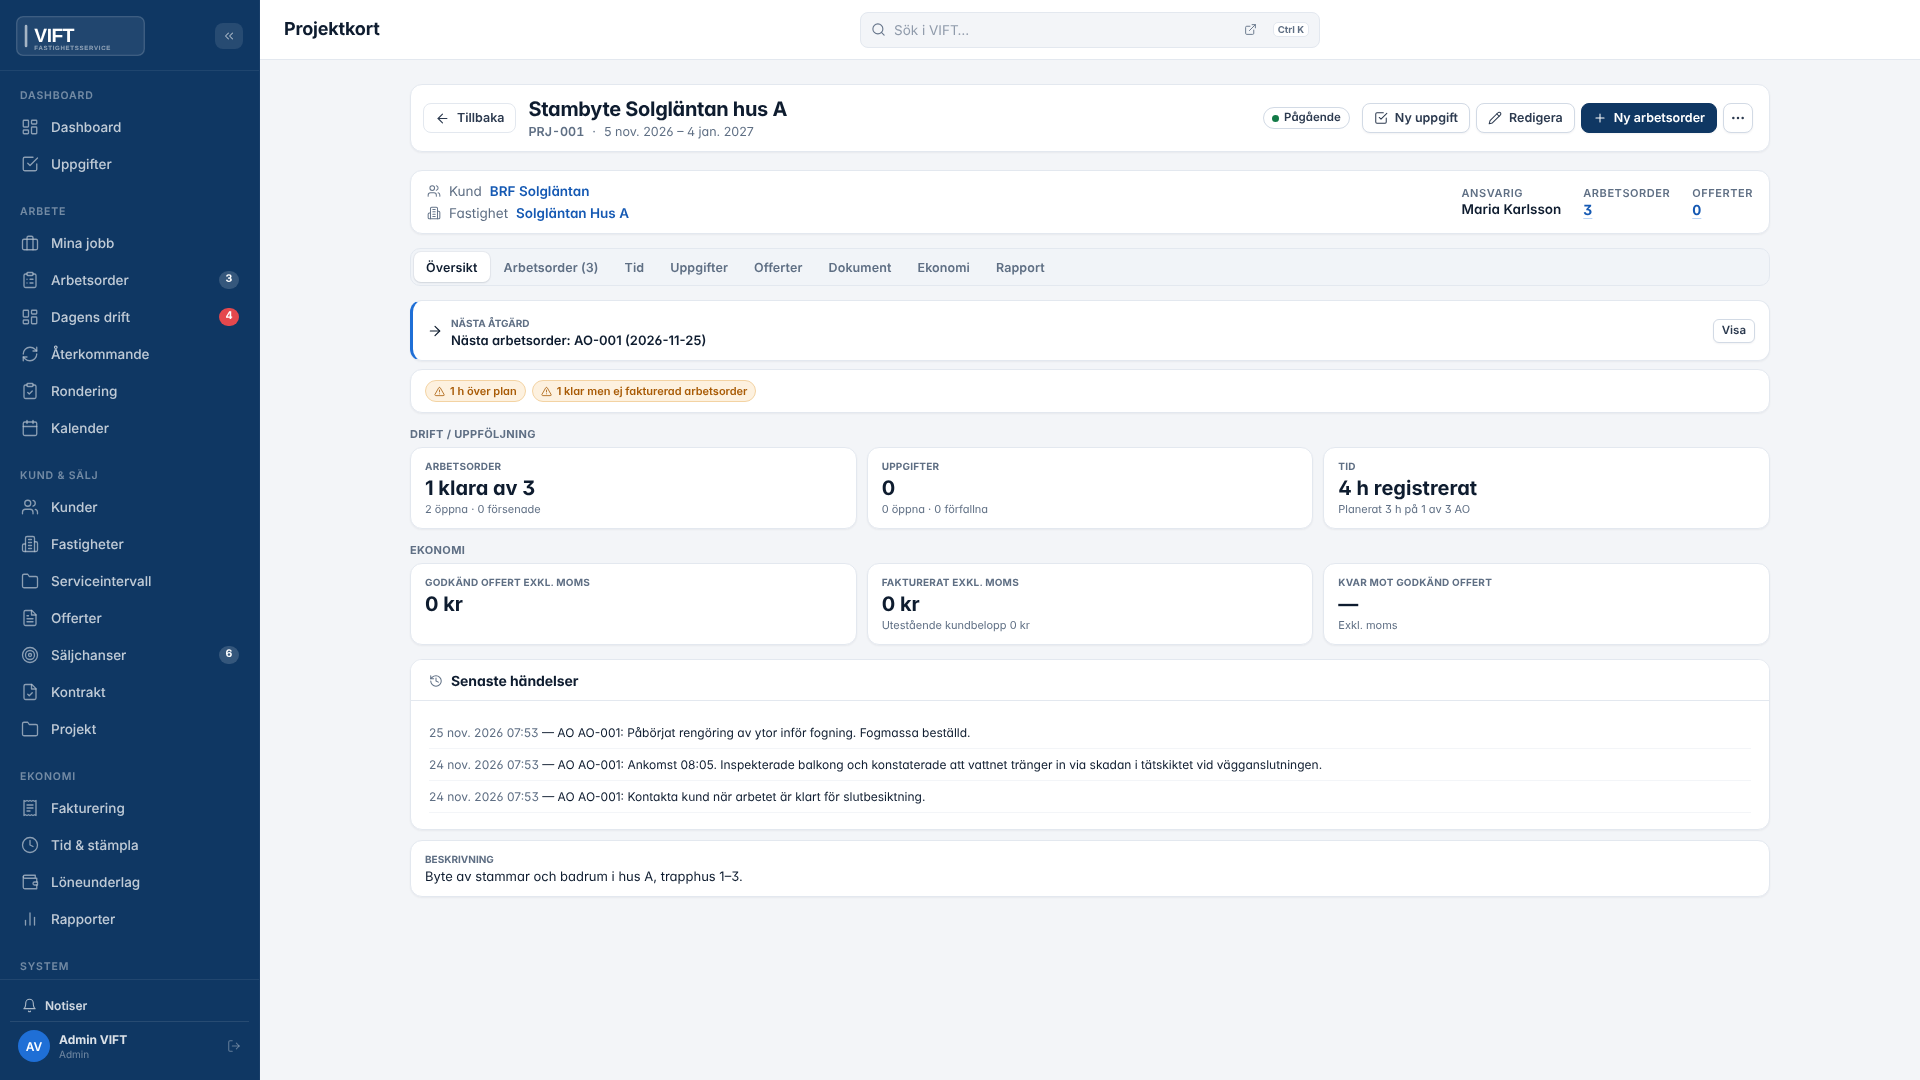 VIFT
FASTIGHETSSERVICE
DASHBOARD
Dashboard
Uppgifter
ARBETE
Mina jobb
Arbetsorder 3
Dagens drift 4
Återkommande
Rondering
Kalender
KUND & SÄLJ
Kunder
Fastigheter
Serviceintervall
Offerter
Säljchanser 6
Kontrakt
Projekt
EKONOMI
Fakturering
Tid & stämpla
Löneunderlag
Rapporter
SYSTEM
Notiser
AV Admin VIFT
Admin
Projektkort
Sök i VIFT... Ctrl K
Tillbaka
Stambyte Solgläntan hus A
PRJ-001 · 5 nov. 2026 – 4 jan. 2027
Pågående
Ny uppgift
Redigera
+ Ny arbetsorder
Kund BRF Solgläntan
Fastighet Solgläntan Hus A
ANSVARIG
Maria Karlsson
ARBETSORDER
3
OFFERTER
0
Översikt Arbetsorder (3) Tid Uppgifter Offerter Dokument Ekonomi Rapport
NÄSTA ÅTGÄRD
Nästa arbetsorder: AO-001 (2026-11-25)
Visa
1 h över plan
1 klar men ej fakturerad arbetsorder
DRIFT / UPPFÖLJNING
ARBETSORDER
1 klara av 3
2 öppna · 0 försenade
UPPGIFTER
0
0 öppna · 0 förfallna
TID
4 h registrerat
Planerat 3 h på 1 av 3 AO
EKONOMI
GODKÄND OFFERT EXKL. MOMS
0 kr
FAKTURERAT EXKL. MOMS
0 kr
Utestående kundbelopp 0 kr
KVAR MOT GODKÄND OFFERT
—
Exkl. moms
Senaste händelser
25 nov. 2026 07:53 — AO AO-001: Påbörjat rengöring av ytor inför fogning. Fogmassa beställd.
24 nov. 2026 07:53 — AO AO-001: Ankomst 08:05. Inspekterade balkong och konstaterade att vattnet tränger in via skadan i tätskiktet vid vägganslutningen.
24 nov. 2026 07:53 — AO AO-001: Kontakta kund när arbetet är klart för slutbesiktning.
BESKRIVNING
Byte av stammar och badrum i hus A, trapphus 1–3.